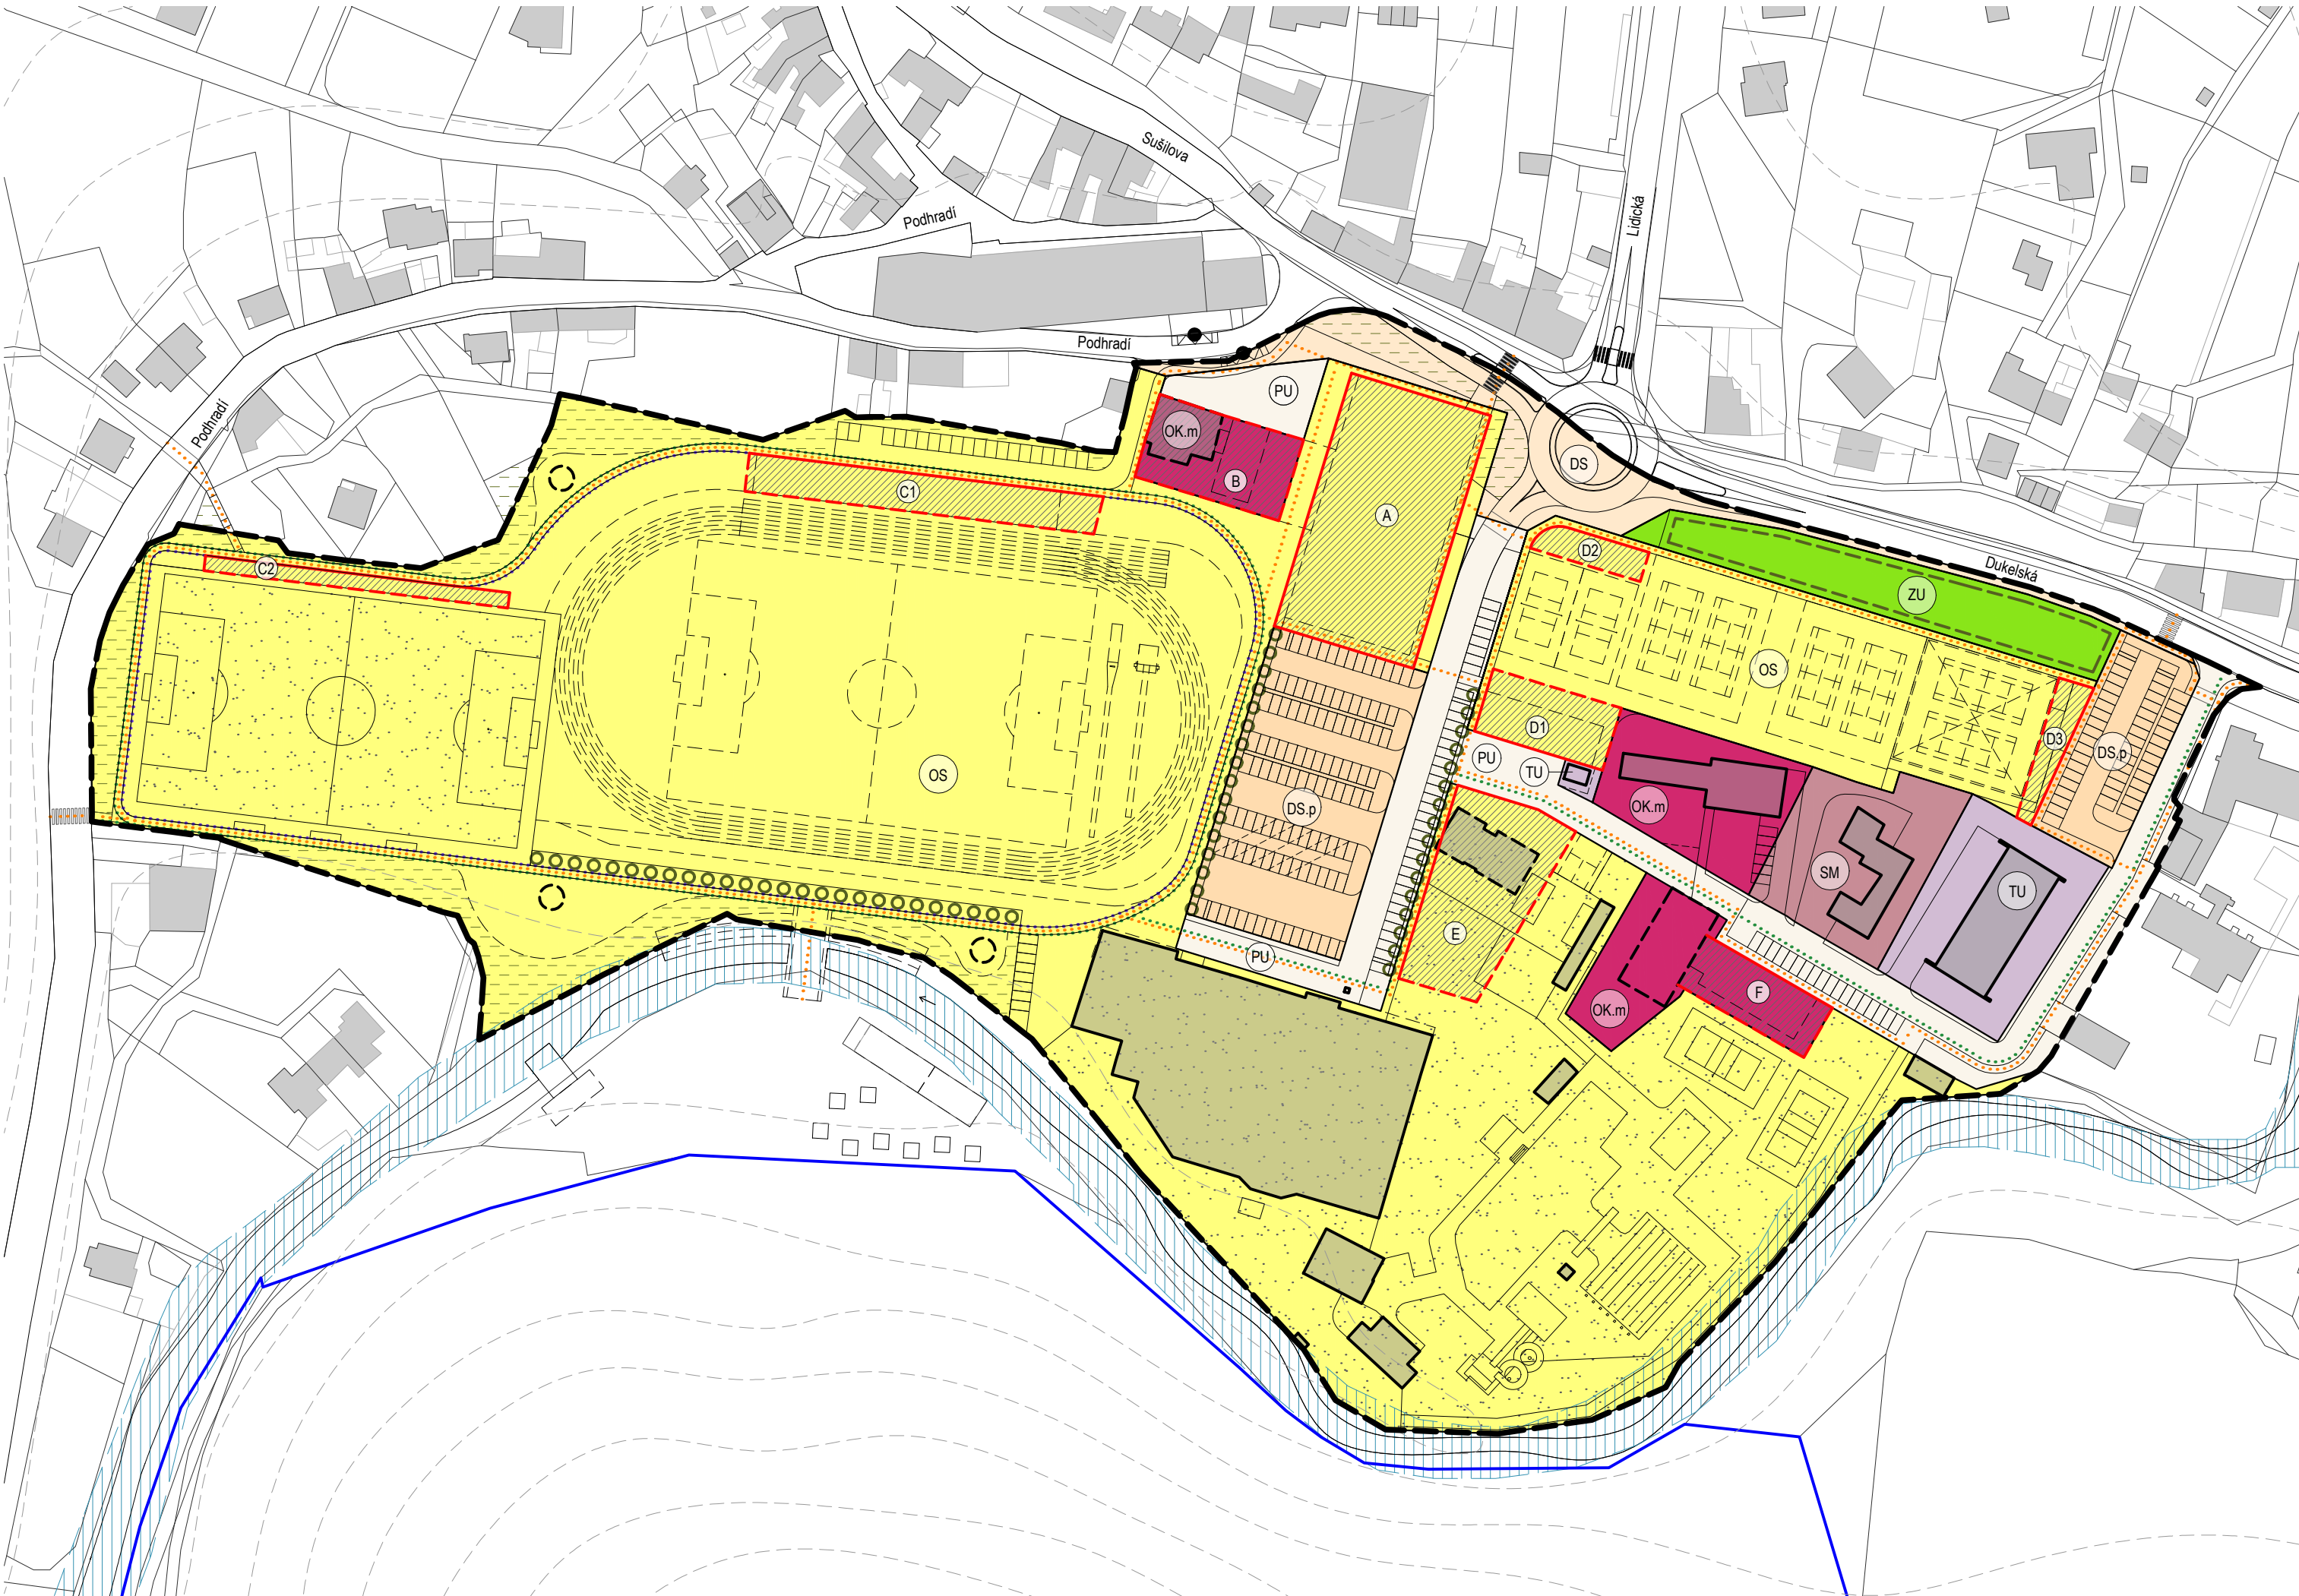 Sušilova
Lidická
Podhradí
Podhradí
Podhradí
PU
OK.m
B
DS
C1
A
D2
C2
ZU
Dukelská
OS
D1
D3
DS.p
PU
TU
OS
OK.m
DS.p
SM
TU
E
PU
F
OK.m